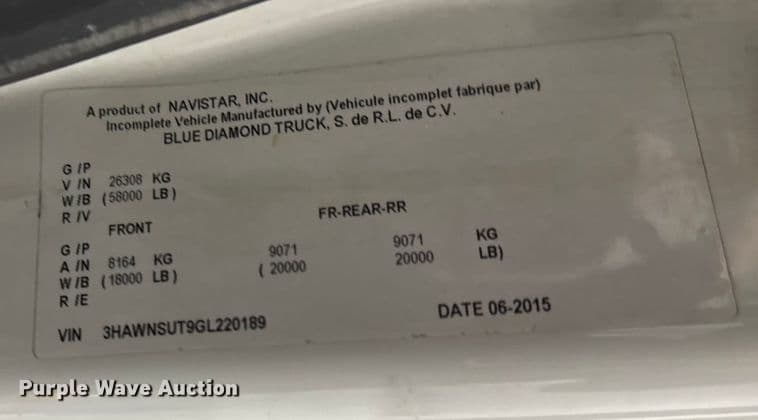 A product of NAVISTAR, INC.
Incomplete Vehicle Manufactured by (Vehicule incomplet fabrique par)
BLUE DIAMOND TRUCK, S. de R.L. de C.V.
G /P
V /N 26308 KG
W/B (58000 LB)
R /V
FRONT FR-REAR-RR
G /P
A /N 8164 KG 9071 9071 KG
W/B (18000 LB) ( 20000 20000 LB)
R /E
VIN 3HAWNSUT9GL220189 DATE 06-2015
Purple Wave Auction